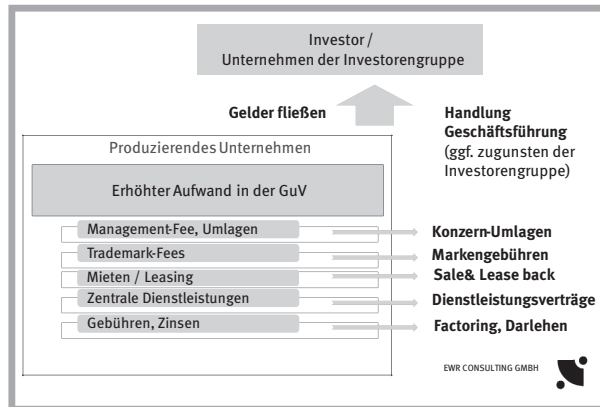 Investor /
Unternehmen der Investorengruppe
Gelder fließen
Handlung
Geschäftsführung
(ggf. zugunsten der
Investorengruppe)
Produzierendes Unternehmen
Erhöhter Aufwand in der GuV
Management-Fee, Umlagen
Konzern-Umlagen
Trademark-Fees
Markengebühren
Mieten / Leasing
Sale& Lease back
Zentrale Dienstleistungen
Dienstleistungsverträge
Gebühren, Zinsen
Factoring, Darlehen
EWR CONSULTING GMBH